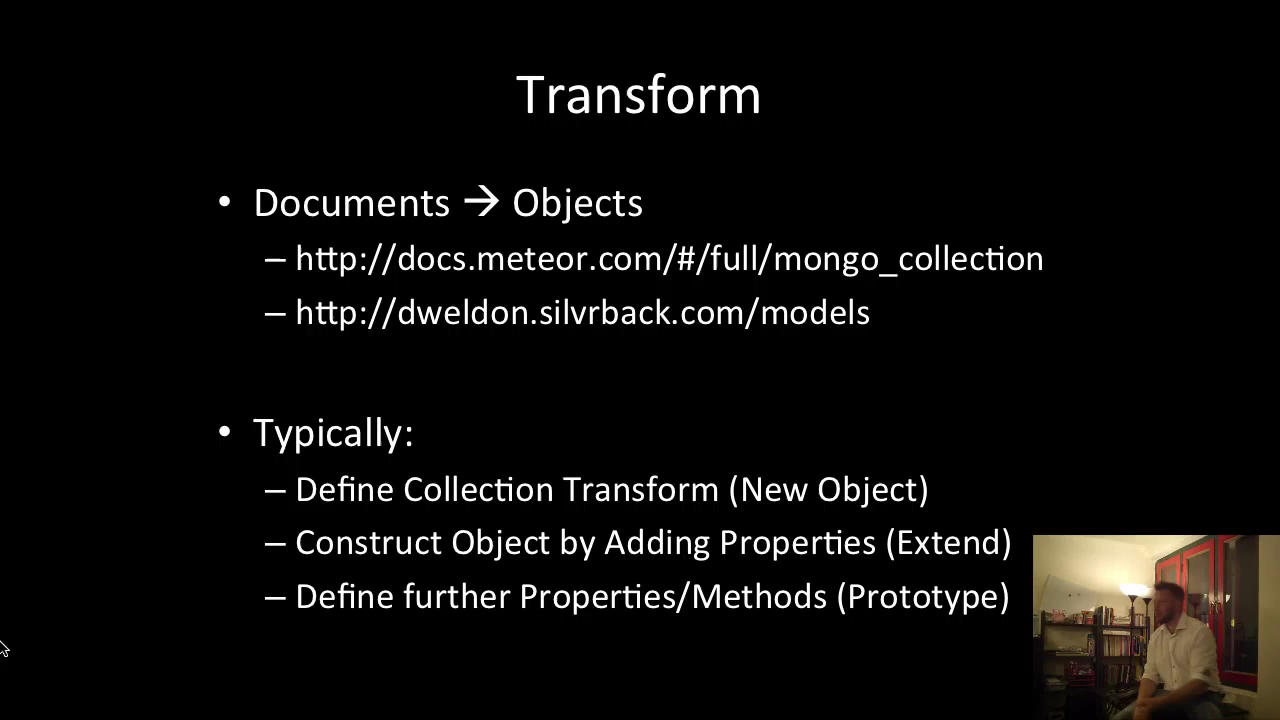 Transform
• Documents → Objects
– http://docs.meteor.com/#/full/mongo_collection
– http://dweldon.silvrback.com/models
• Typically:
– Define Collection Transform (New Object)
– Construct Object by Adding Properties (Extend)
– Define further Properties/Methods (Prototype)